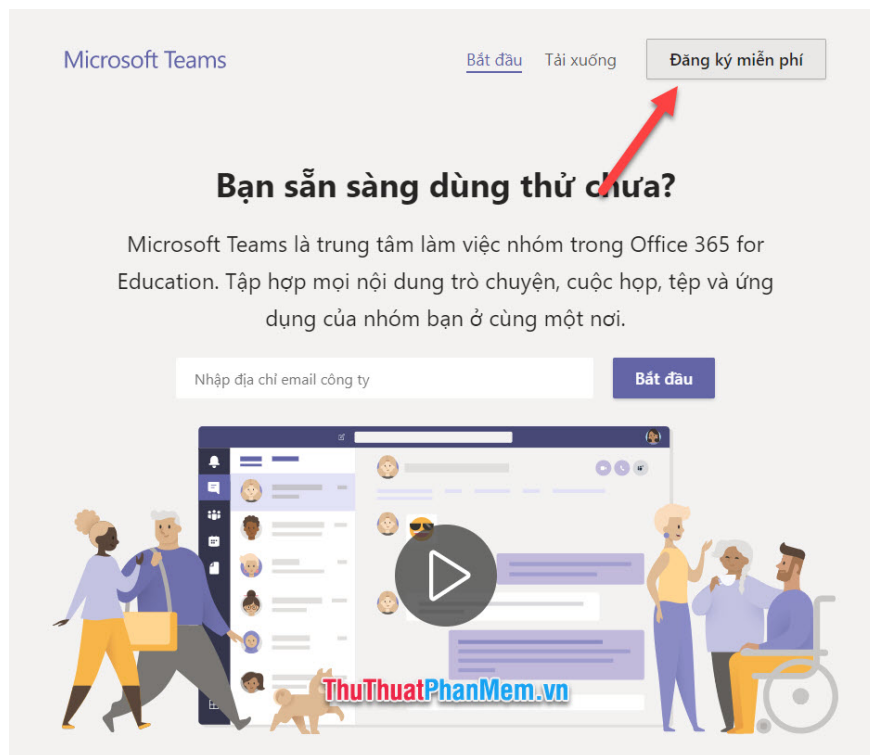 Microsoft Teams
Bắt đầu
Tải xuống
Đăng ký miễn phí
Bạn sẵn sàng dùng thử chưa?
Microsoft Teams là trung tâm làm việc nhóm trong Office 365 for
Education. Tập hợp mọi nội dung trò chuyện, cuộc họp, tệp và ứng
dụng của nhóm bạn ở cùng một nơi.
Nhập địa chỉ email công ty
Bắt đầu
ThuThuatPhanMem.vn